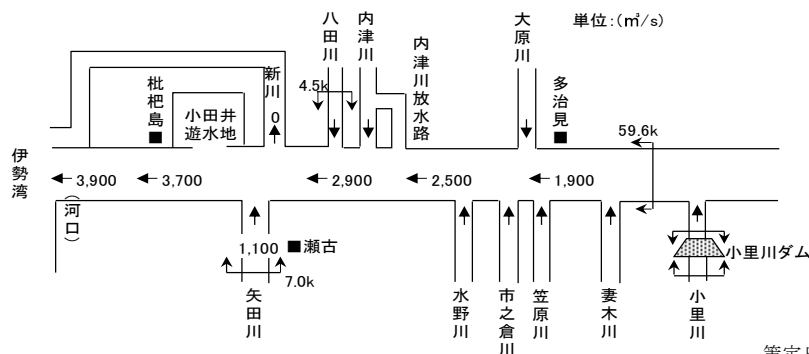 単位:(㎥/s)
八田川
内津川
内津川放水路
大原川
新川
枇杷島
小田井
遊水地
4.5k
0
多治見
59.6k
伊勢湾
3,900
3,700
2,900
2,500
1,900
(河口)
1,100
瀬古
7.0k
矢田川
水野川
市之倉川
笠原川
妻木川
小里川
小里川ダム